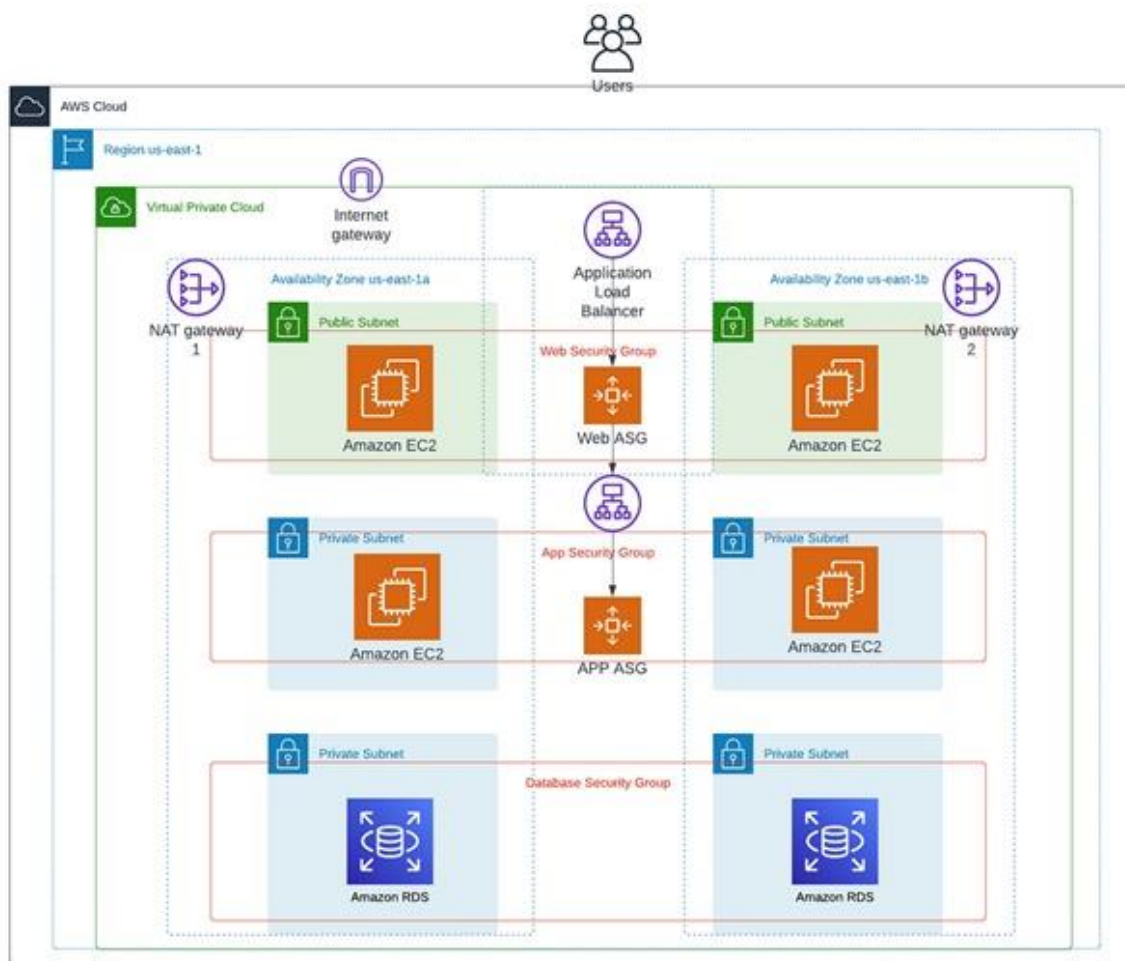 Users
AWS Cloud
Region us-east-1
Virtual Private Cloud
Internet
gateway
Application
Load
Balancer
Availability Zone us-east-1a
Availability Zone us-east-1b
NAT gateway
1
Public Subnet
Public Subnet
NAT gateway
2
Web Security Group
Amazon EC2
Web ASG
Amazon EC2
Private Subnet
Private Subnet
App Security Group
Amazon EC2
APP ASG
Amazon EC2
Private Subnet
Private Subnet
Database Security Group
Amazon RDS
Amazon RDS